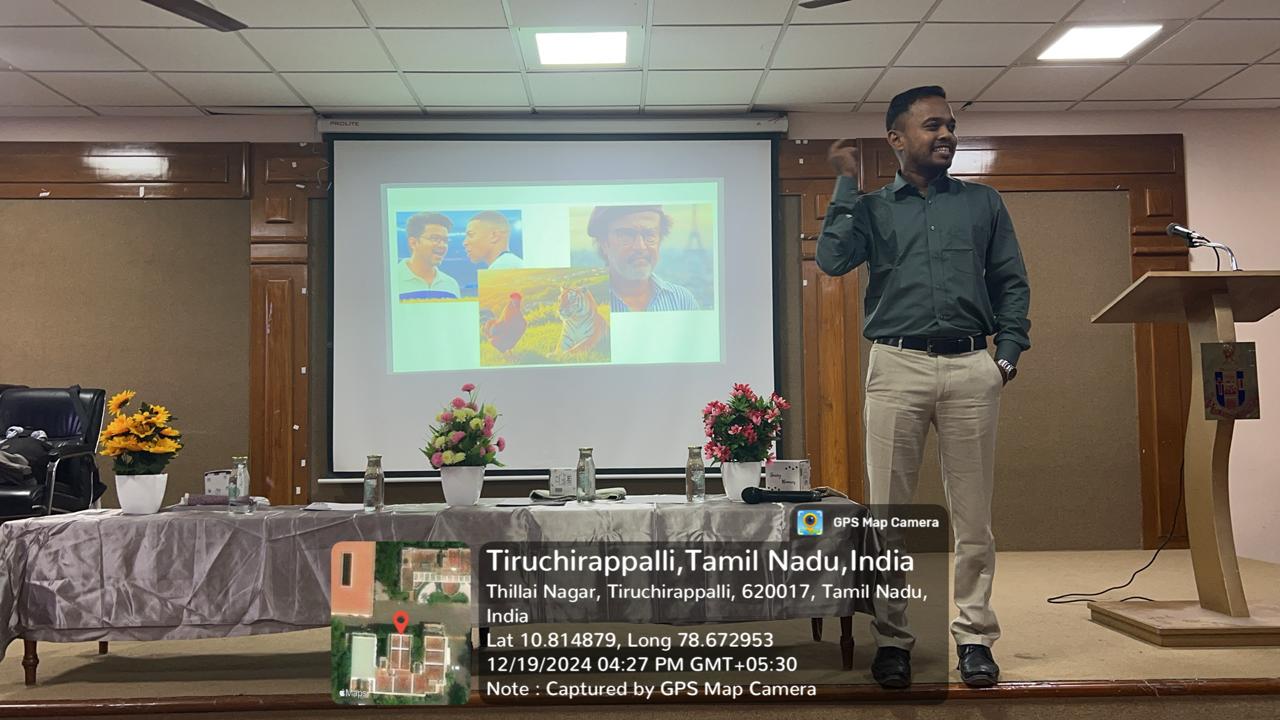 PROLITE
GPS Map Camera
Tiruchirappalli,Tamil Nadu,India
Thillai Nagar, Tiruchirappalli, 620017, Tamil Nadu,
India
Lat 10.814879, Long 78.672953
12/19/2024 04:27 PM GMT+05:30
Note : Captured by GPS Map Camera
Maps